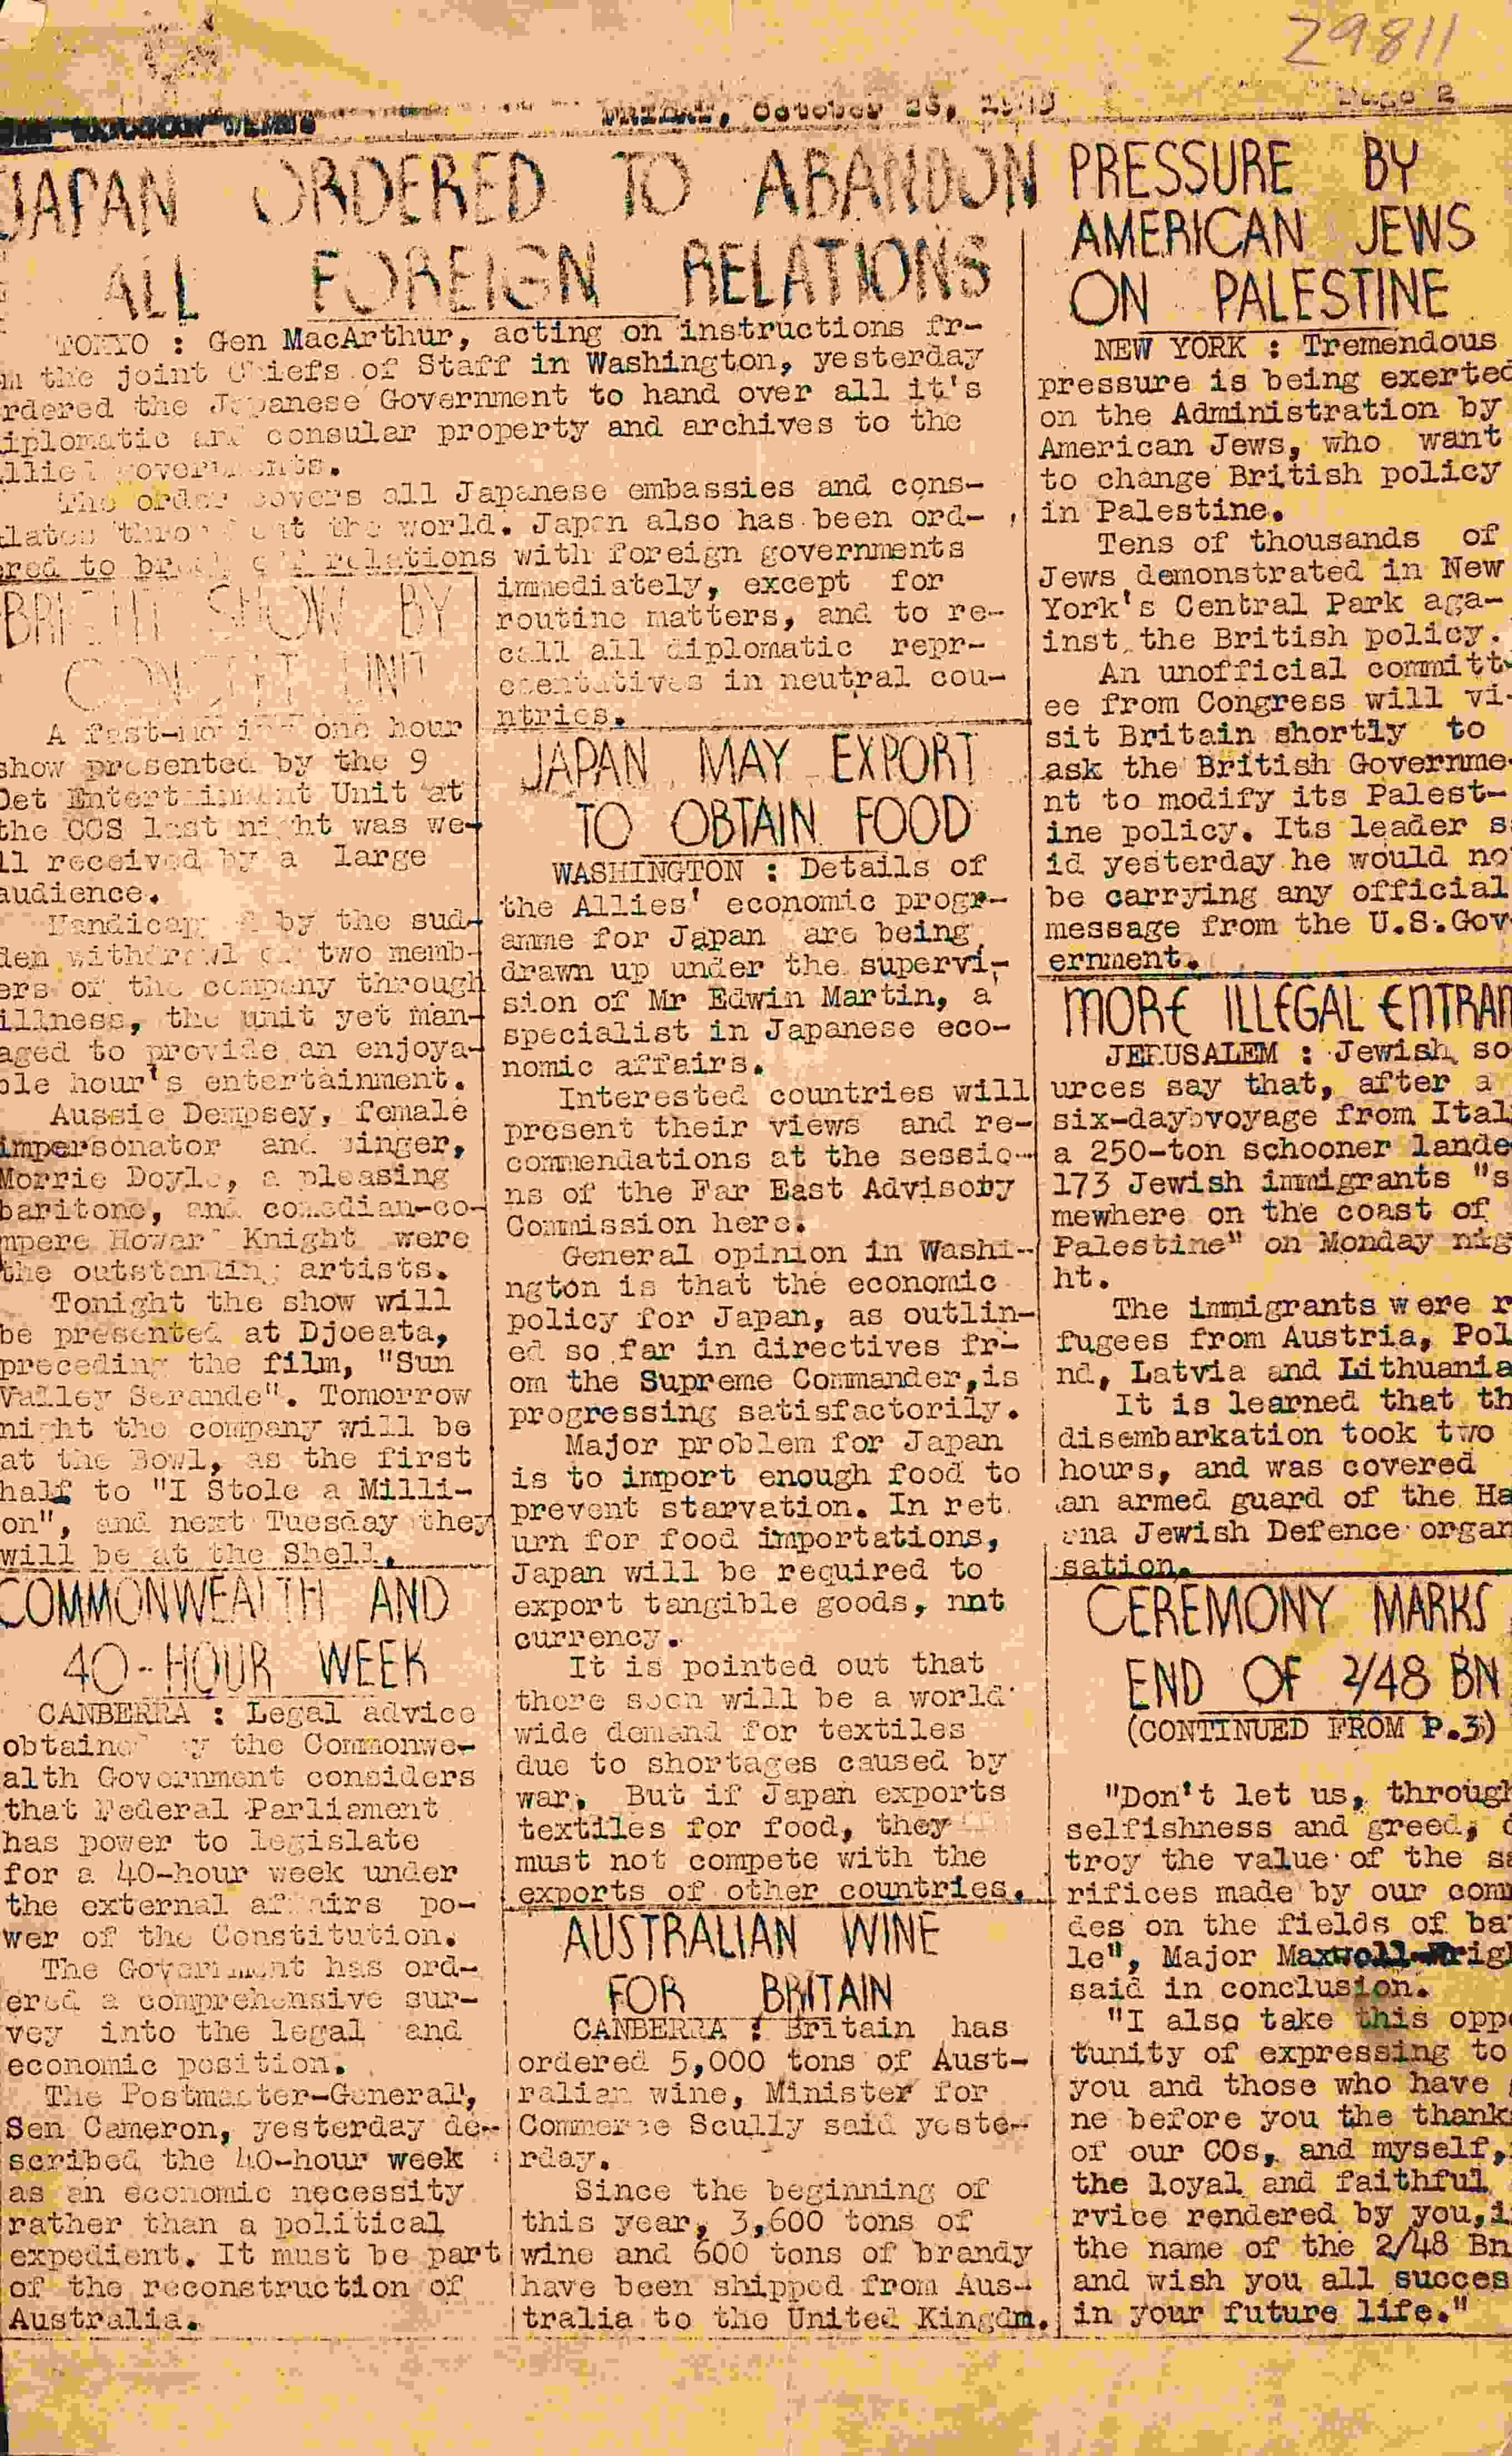 29811
October 26, 1945
Page 2
JAPAN ORDERED TO ABANDON
ALL FOREIGN RELATIONS
TOKYO : Gen MacArthur, acting on instructions fr-
m the joint Chiefs of Staff in Washington, yesterday
rdered the Japanese Government to hand over all it's
iplomatic and consular property and archives to the
llied governments.
The order covers all Japanese embassies and cons-
lates throughout the world. Japan also has been ord-
red to break off relations with foreign governments
immediately, except for
routine matters, and to re-
call all diplomatic repr-
esentatives in neutral cou-
ntries.
BRIGHT SHOW BY
CONCERT UNIT
A fast-moving one hour
show presented by the 9
Det Entertainment Unit at
the CCS last night was we-
ll received by a large
audience.
Handicapped by the sud-
den withdrawl of two memb-
ers of the company through
illness, the unit yet man-
aged to provide an enjoya-
ble hour's entertainment.
Aussie Dempsey, female
impersonator and singer,
Morrie Doyle, a pleasing
baritone, and comedian-co-
mpere Howard Knight were
the outstanding artists.
Tonight the show will
be presented at Djoeata,
preceding the film, "Sun
Valley Serande". Tomorrow
night the company will be
at the Bowl, as the first
half to "I Stole a Milli-
on", and next Tuesday they
will be at the Shell.
COMMONWEALTH AND
40-HOUR WEEK
CANBERRA : Legal advice
obtained by the Commonwe-
alth Government considers
that Federal Parliament
has power to legislate
for a 40-hour week under
the external affairs po-
wer of the Constitution.
The Government has ord-
ered a comprehensive sur-
vey into the legal and
economic position.
The Postmaster-General,
Sen Cameron, yesterday de-
scribed the 40-hour week
as an economic necessity
rather than a political
expedient. It must be part
of the reconstruction of
Australia.
JAPAN MAY EXPORT
TO OBTAIN FOOD
WASHINGTON : Details of
the Allies' economic progr-
amme for Japan are being
drawn up under the supervi-
sion of Mr Edwin Martin, a
specialist in Japanese eco-
nomic affairs.
Interested countries will
present their views and re-
commendations at the sessio-
ns of the Far East Advisory
Commission here.
General opinion in Washi-
ngton is that the economic
policy for Japan, as outlin-
ed so far in directives fr-
om the Supreme Commander,is
progressing satisfactorily.
Major problem for Japan
is to import enough food to
prevent starvation. In ret
urn for food importations,
Japan will be required to
export tangible goods, nnt
currency.
It is pointed out that
there soon will be a world
wide demand for textiles
due to shortages caused by
war. But if Japan exports
textiles for food, they
must not compete with the
exports of other countries.
AUSTRALIAN WINE
FOR BRITAIN
CANBERRA : Britain has
ordered 5,000 tons of Aust-
ralian wine, Minister for
Commerce Scully said yeste-
rday.
Since the beginning of
this year, 3,600 tons of
wine and 600 tons of brandy
have been shipped from Aus-
tralia to the United Kingdm.
PRESSURE BY
AMERICAN JEWS
ON PALESTINE
NEW YORK : Tremendous
pressure is being exerted
on the Administration by
American Jews, who want
to change British policy
in Palestine.
Tens of thousands of
Jews demonstrated in New
York's Central Park aga-
inst the British policy.
An unofficial committ-
ee from Congress will vi-
sit Britain shortly to
ask the British Governme-
nt to modify its Palest-
ine policy. Its leader s
id yesterday he would no
be carrying any official
message from the U.S.Gov
ernment.
MORE ILLEGAL ENTRAN
JERUSALEM : Jewish so
urces say that, after a
six-daybvoyage from Ital
a 250-ton schooner lande
173 Jewish immigrants "s
mewhere on the coast of
Palestine" on Monday nig
ht.
The immigrants were r
fugees from Austria, Pol
nd, Latvia and Lithuania
It is learned that th
disembarkation took two
hours, and was covered
an armed guard of the Ha
ana Jewish Defence organ
sation.
CEREMONY MARKS
END OF 2/48 BN
(CONTINUED FROM P.3)
"Don't let us, through
selfishness and greed, d
troy the value of the sa
rifices made by our com
des on the fields of ba
le", Major Maxwell-Wrig
said in conclusion.
"I also take this oppo
tunity of expressing to
you and those who have
ne before you the thank
of our COs, and myself,
the loyal and faithful
rvice rendered by you,i
the name of the 2/48 Bn
and wish you all succes
in your future life."